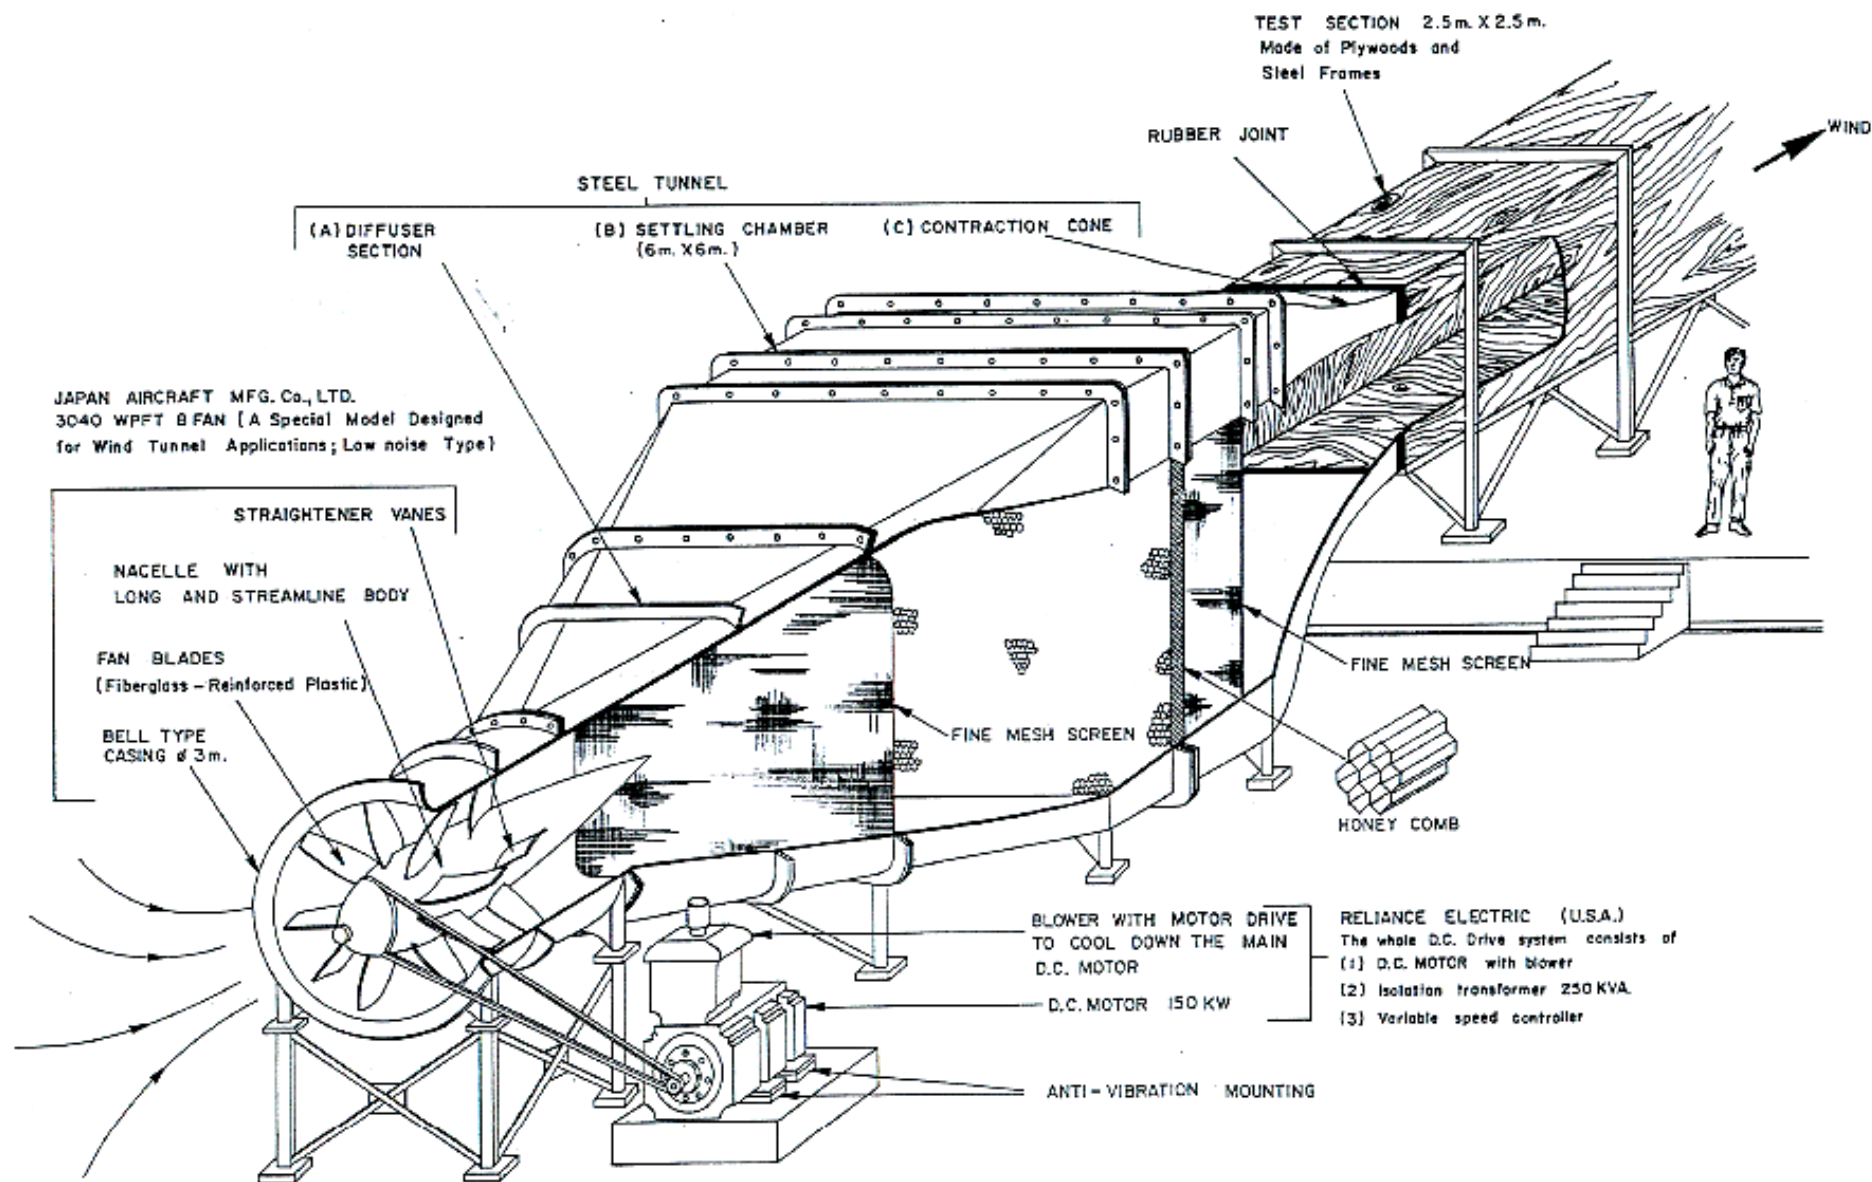 TEST SECTION 2.5m. X 2.5m.
Made of Plywoods and
Steel Frames
WIND
RUBBER JOINT
STEEL TUNNEL
(A) DIFFUSER
SECTION
(B) SETTLING CHAMBER
(6m. X6m.)
(C) CONTRACTION CONE
JAPAN AIRCRAFT MFG. Co., LTD.
3040 WPFT 8 FAN (A Special Model Designed
for Wind Tunnel Applications; Low noise Type)
STRAIGHTENER VANES
NACELLE WITH
LONG AND STREAMLINE BODY
FAN BLADES
(Fiberglass-Reinforced Plastic)
BELL TYPE
CASING ø 3m.
FINE MESH SCREEN
FINE MESH SCREEN
HONEY COMB
BLOWER WITH MOTOR DRIVE
TO COOL DOWN THE MAIN
D.C. MOTOR
D.C. MOTOR 150 KW
RELIANCE ELECTRIC (U.S.A.)
The whole D.C. Drive system consists of
(1) D.C. MOTOR with blower
(2) Isolation transformer 250 KVA.
(3) Variable speed controller
ANTI-VIBRATION MOUNTING